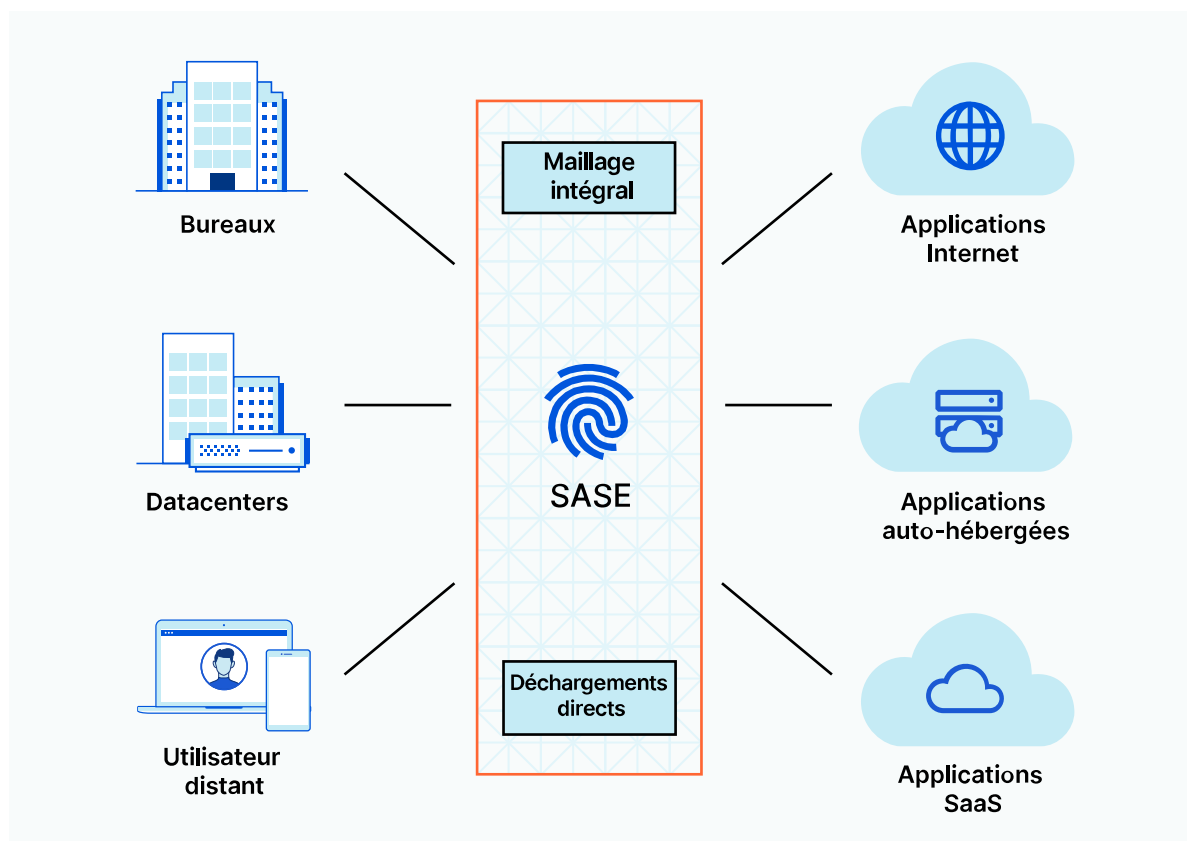 Bureaux
Datacenters
Utilisateur
distant
Maillage
intégral
SASE
Déchargements
directs
Applications
Internet
Applications
auto-hébergées
Applications
SaaS